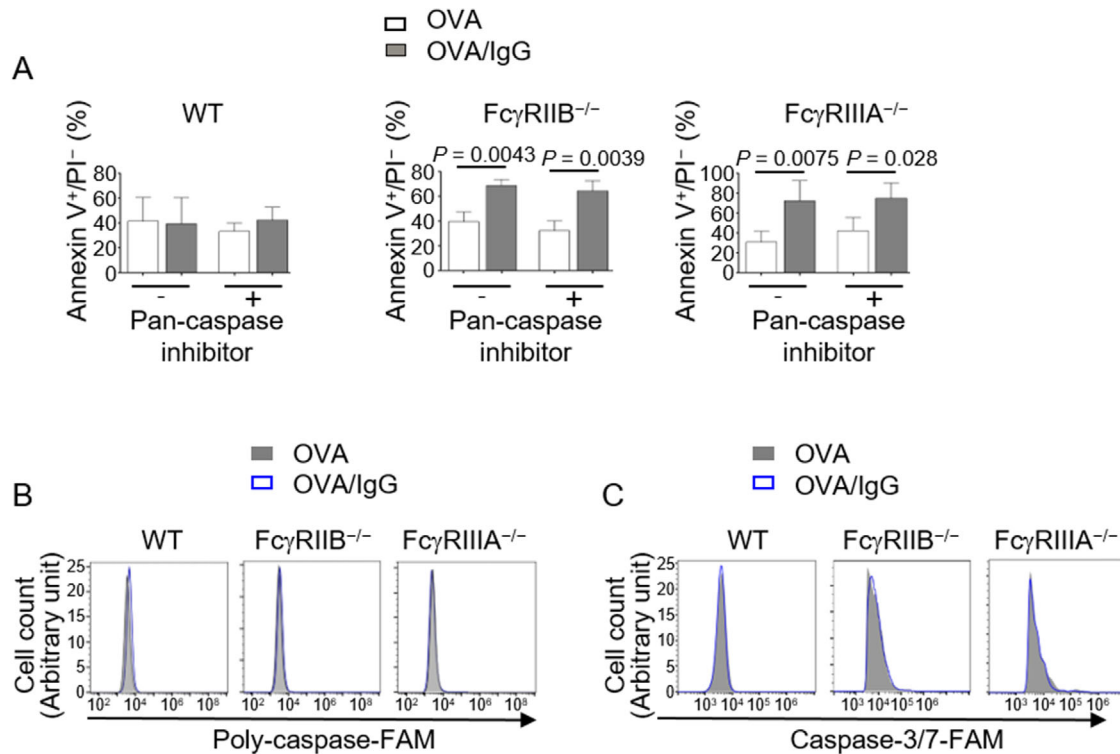 OVA
OVA/IgG
A
WT
Annexin V⁺/PI⁻ (%)
80
60
40
20
0
- +
Pan-caspase
inhibitor
FcγRIIB⁻/⁻
P = 0.0043 P = 0.0039
Annexin V⁺/PI⁻ (%)
80
60
40
20
0
- +
Pan-caspase
inhibitor
FcγRIIIA⁻/⁻
P = 0.0075 P = 0.028
Annexin V⁺/PI⁻ (%)
100
80
60
40
20
0
- +
Pan-caspase
inhibitor
B
OVA
OVA/IgG
WT FcγRIIB⁻/⁻ FcγRIIIA⁻/⁻
Cell count
(Arbitrary unit)
25
20
15
10
5
0
10² 10⁴ 10⁶ 10⁸ 10² 10⁴ 10⁶ 10⁸ 10² 10⁴ 10⁶ 10⁸
Poly-caspase-FAM
C
OVA
OVA/IgG
WT FcγRIIB⁻/⁻ FcγRIIIA⁻/⁻
Cell count
(Arbitrary unit)
25
20
15
10
5
0
10³ 10⁴ 10⁵ 10⁶ 10³ 10⁴ 10⁵ 10⁶ 10³ 10⁴ 10⁵ 10⁶
Caspase-3/7-FAM